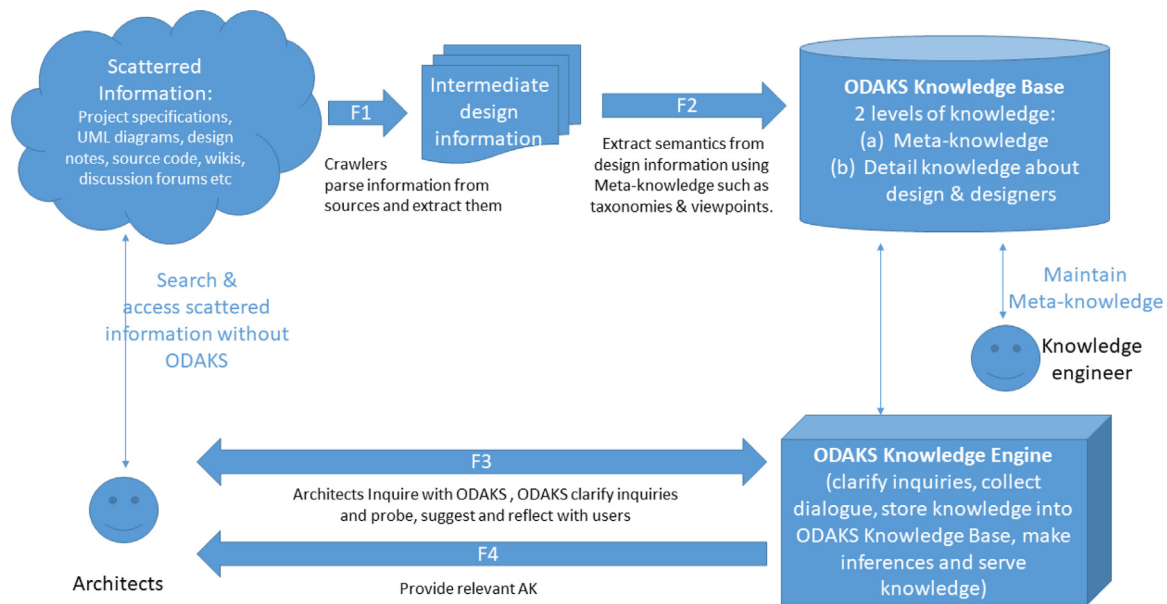 Scatterred
Information:
Project specifications,
UML diagrams, design
notes, source code, wikis,
discussion forums etc
F1
Crawlers
parse information from
sources and extract them
Intermediate
design
information
F2
Extract semantics from
design information using
Meta-knowledge such as
taxonomies & viewpoints.
ODAKS Knowledge Base
2 levels of knowledge:
(a) Meta-knowledge
(b) Detail knowledge about
design & designers
Search &
access scattered
information without
ODAKS
Maintain
Meta-knowledge
Knowledge
engineer
Architects
F3
Architects Inquire with ODAKS , ODAKS clarify inquiries
and probe, suggest and reflect with users
F4
Provide relevant AK
ODAKS Knowledge Engine
(clarify inquiries, collect
dialogue, store knowledge into
ODAKS Knowledge Base, make
inferences and serve
knowledge)